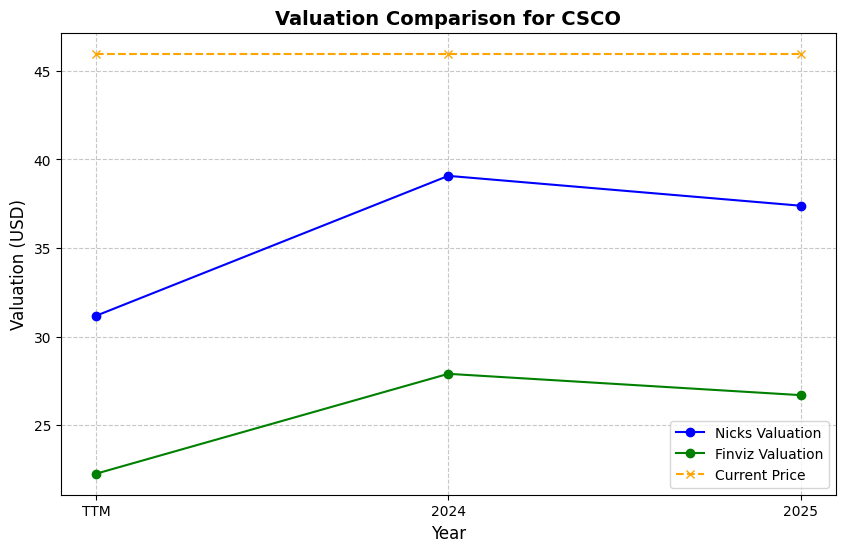 Valuation Comparison for CSCO
Valuation (USD)
45
40
35
30
25
TTM
2024
2025
Year
Nicks Valuation
Finviz Valuation
Current Price